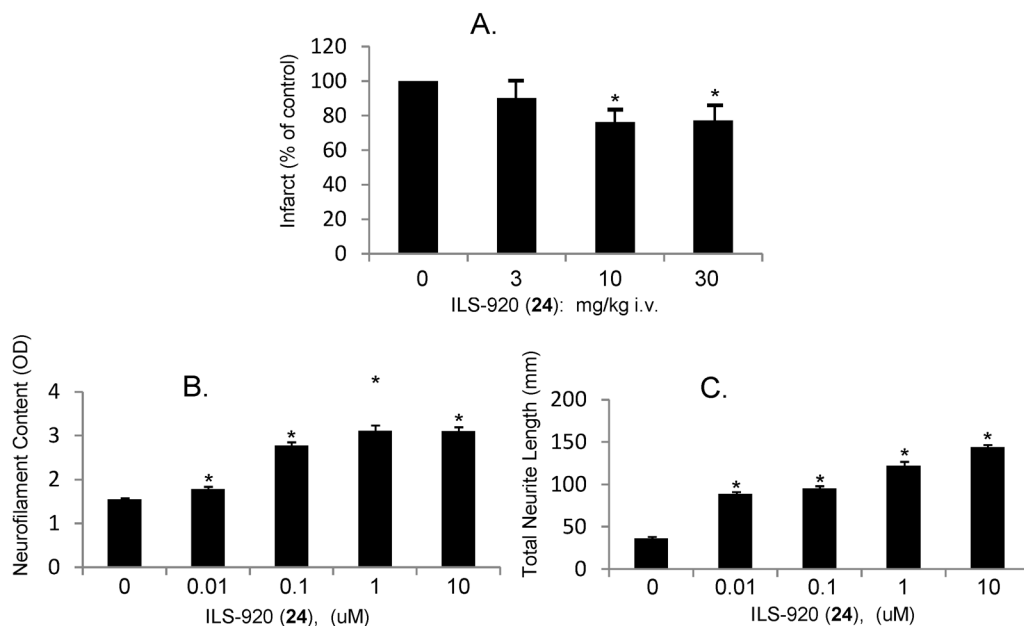 A.
Infarct (% of control)
120
100
80
60
40
20
0
* *
0 3 10 30
ILS-920 (24): mg/kg i.v.
B.
Neurofilament Content (OD)
4
3
2
1
0
* * * *
0 0.01 0.1 1 10
ILS-920 (24), (uM)
C.
Total Neurite Length (mm)
200
150
100
50
0
* * * *
0 0.01 0.1 1 10
ILS-920 (24), (uM)